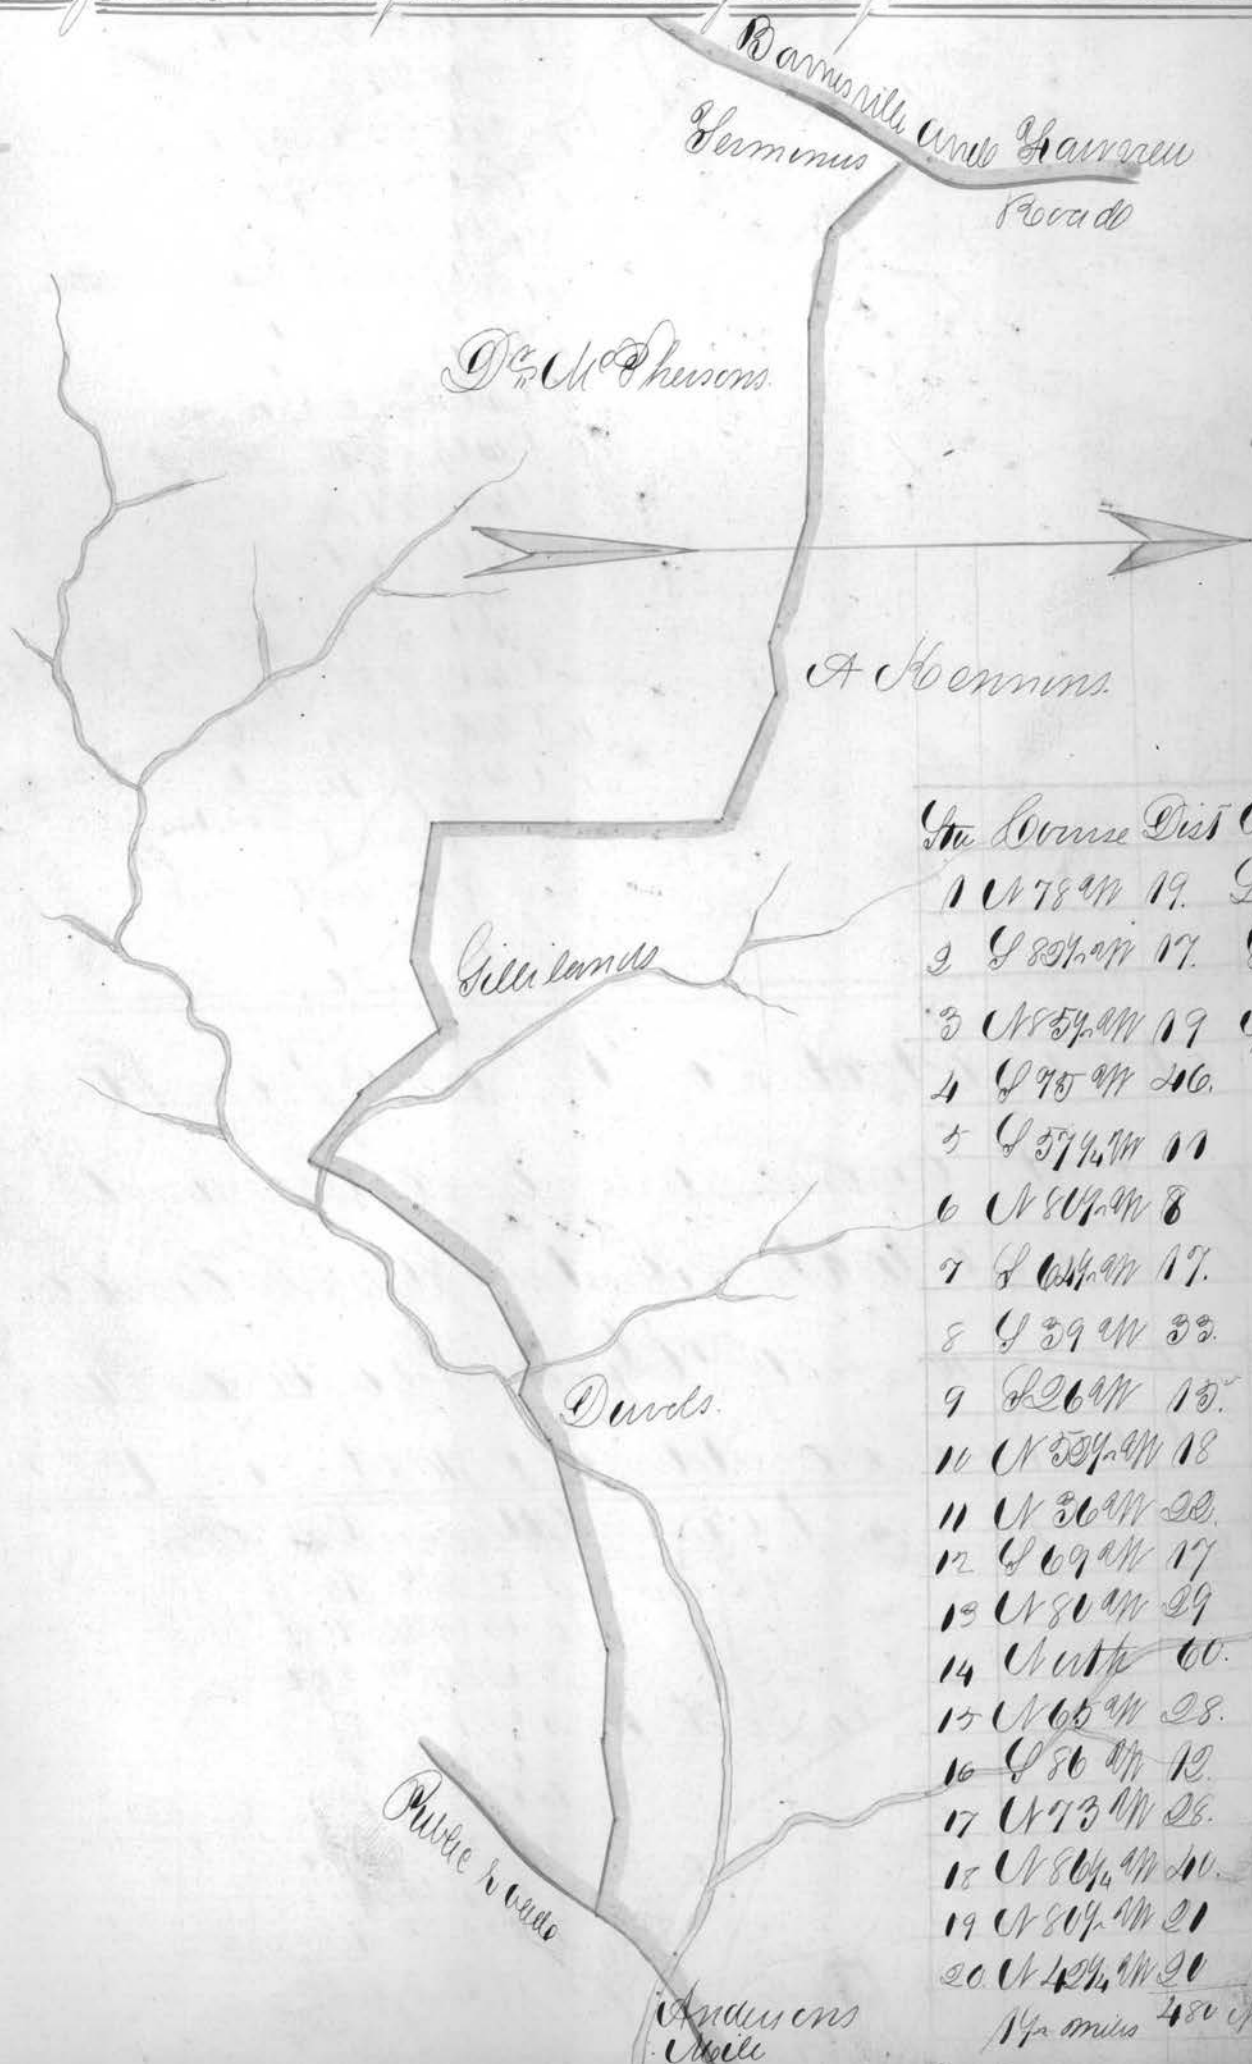 Barnesville and
Road
Terminus
Dr. McPhersons.
A Hennens.
Gillilands
Sta Course Dist
1 N 78 W 19.
2 S 82½ W 17.
3 N 85½ W 19
4 S 75 W 46.
5 S 57¼ W 11
6 N 80½ W 8
7 S 64½ W 17.
8 S 39 W 33.
9 S 26 W 15.
10 N 52½ W 18
11 N 36 W 22.
12 S 69 W 17
13 N 80 W 29
14 North 60.
15 N 65 W 28.
16 S 86 W 12.
17 N 73 W 28.
18 N 86¼ W 40.
19 N 80½ W 21
20 N 42¼ W 20
1½ miles 480
Duvals.
Public Road
Andersons
Mill